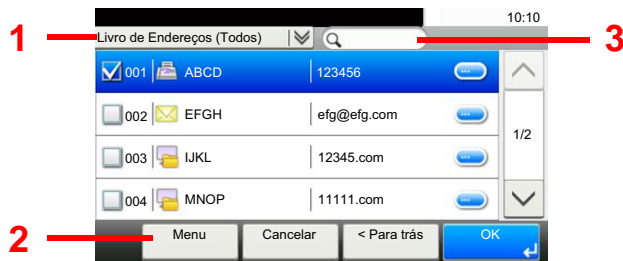 10:10
1 Livro de Endereços (Todos) 3
001 ABCD 123456
002 EFGH efg@efg.com
1/2
003 IJKL 12345.com
004 MNOP 11111.com
2 Menu Cancelar < Para trás OK